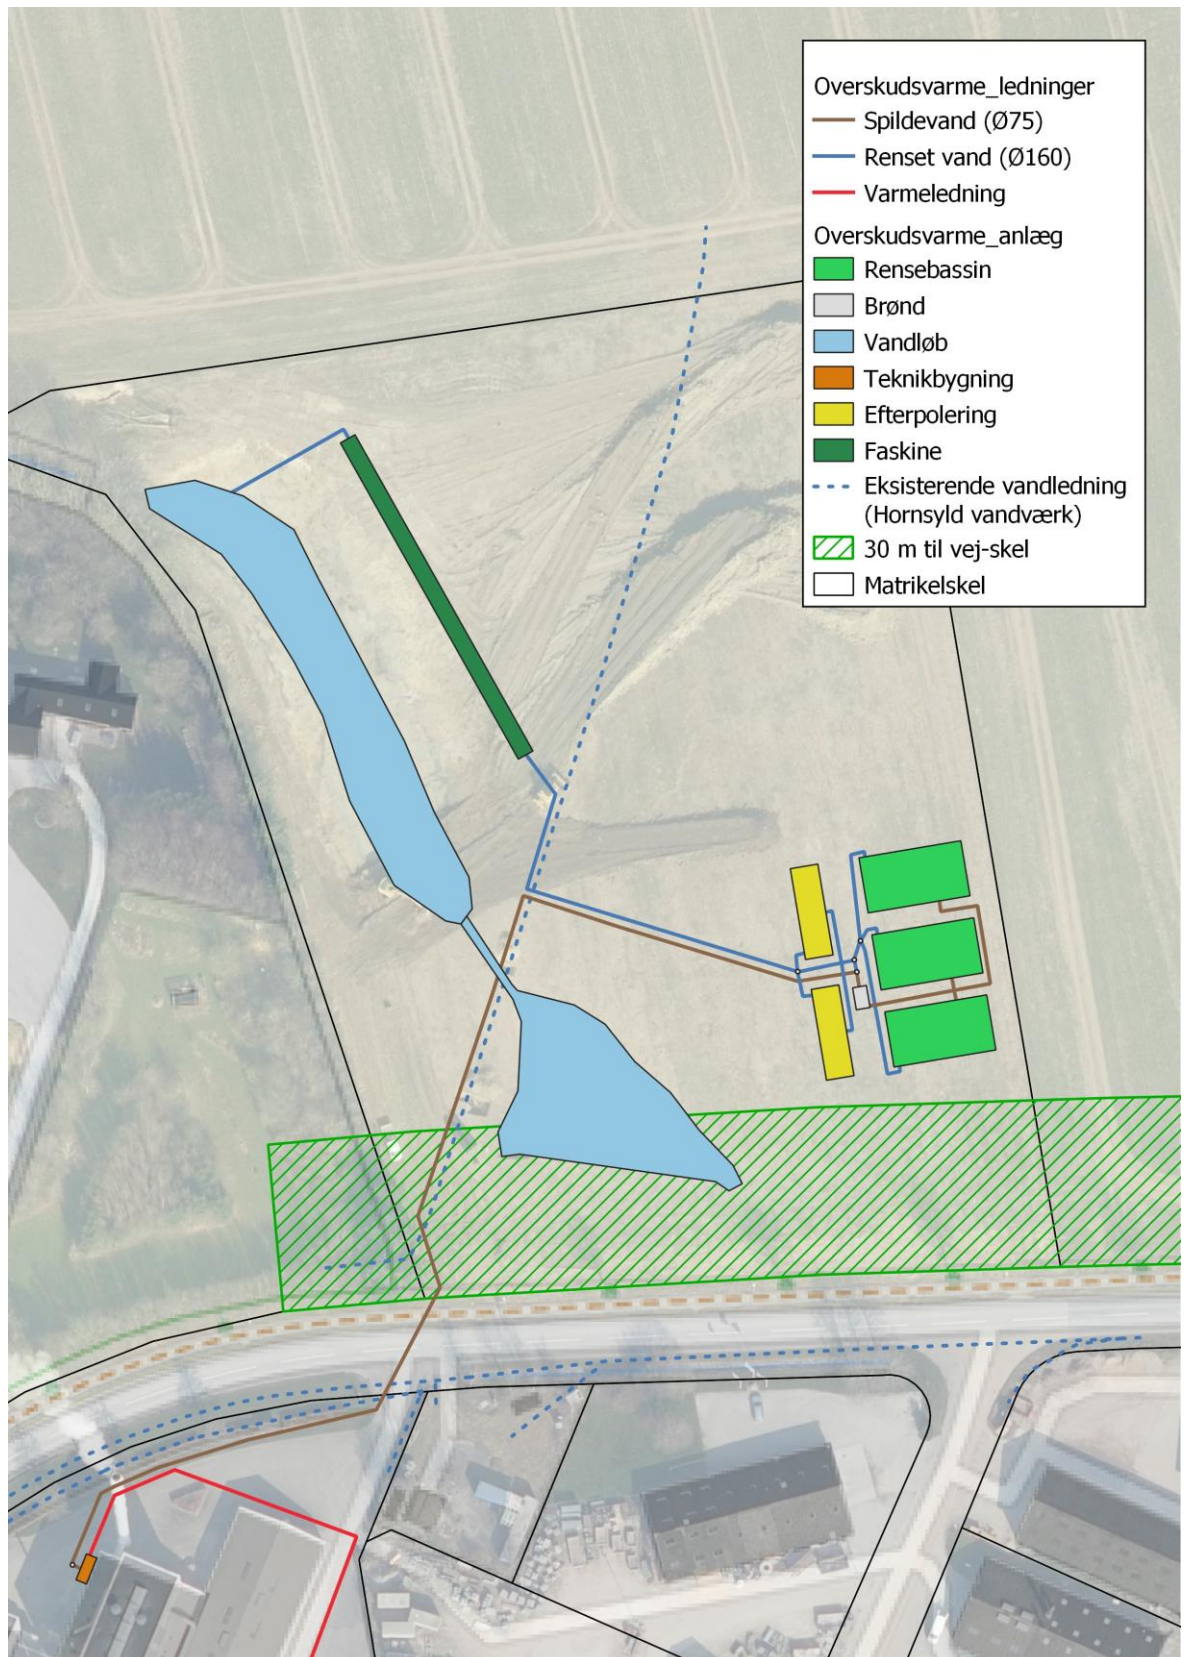 Overskudsvarme_ledninger
Spildevand (Ø75)
Renset vand (Ø160)
Varmeledning
Overskudsvarme_anlæg
Rensebassin
Brønd
Vandløb
Teknikbygning
Efterpolering
Faskine
Eksisterende vandledning
(Hornsyld vandværk)
30 m til vej-skel
Matrikelskel